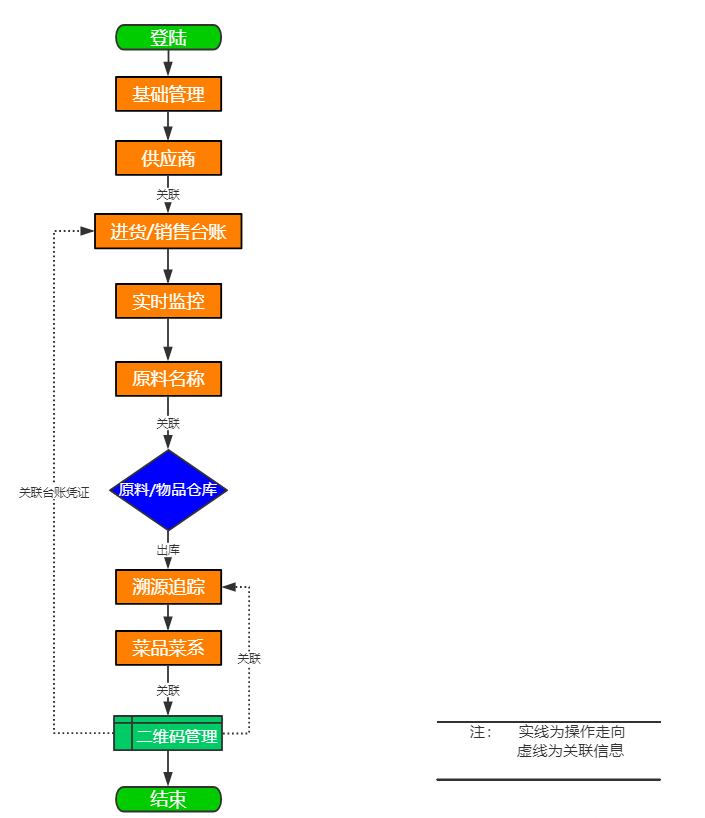 登陆
基础管理
供应商
关联
进货/销售台账
实时监控
原料名称
关联
关联台账凭证
原料/物品仓库
出库
溯源追踪
菜品菜系
关联
关联
二维码管理
结束
注： 实线为操作走向
虚线为关联信息